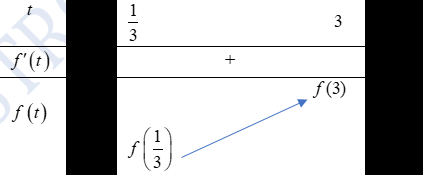 t 1/3 3
f'(t) +
f(3)
f(t)
f(1/3)